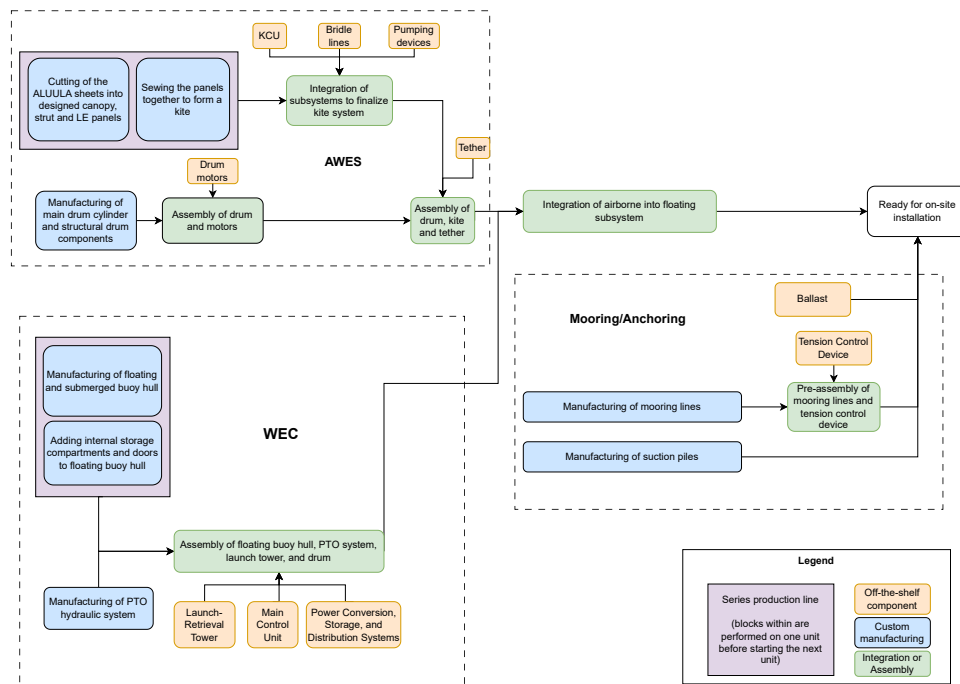 KCU
Bridle
lines
Pumping
devices
Cutting of the
ALUULA sheets into
designed canopy,
strut and LE panels
Sewing the panels
together to form a
kite
Integration of
subsystems to finalize
kite system
AWES
Tether
Drum
motors
Manufacturing of
main drum cylinder
and structural drum
components
Assembly of drum
and motors
Assembly of
drum, kite
and tether
Integration of airborne into floating
subsystem
Ready for on-site
installation
Mooring/Anchoring
Ballast
Tension Control
Device
Manufacturing of mooring lines
Pre-assembly of
mooring lines and
tension control
device
Manufacturing of suction piles
Manufacturing of floating
and submerged buoy hull
Adding internal storage
compartments and doors
to floating buoy hull
WEC
Assembly of floating buoy hull, PTO system,
launch tower, and drum
Manufacturing of PTO
hydraulic system
Launch-
Retrieval
Tower
Main
Control
Unit
Power Conversion,
Storage, and
Distribution Systems
Legend
Series production line
(blocks within are
performed on one unit
before starting the next
unit)
Off-the-shelf
component
Custom
manufacturing
Integration or
Assembly